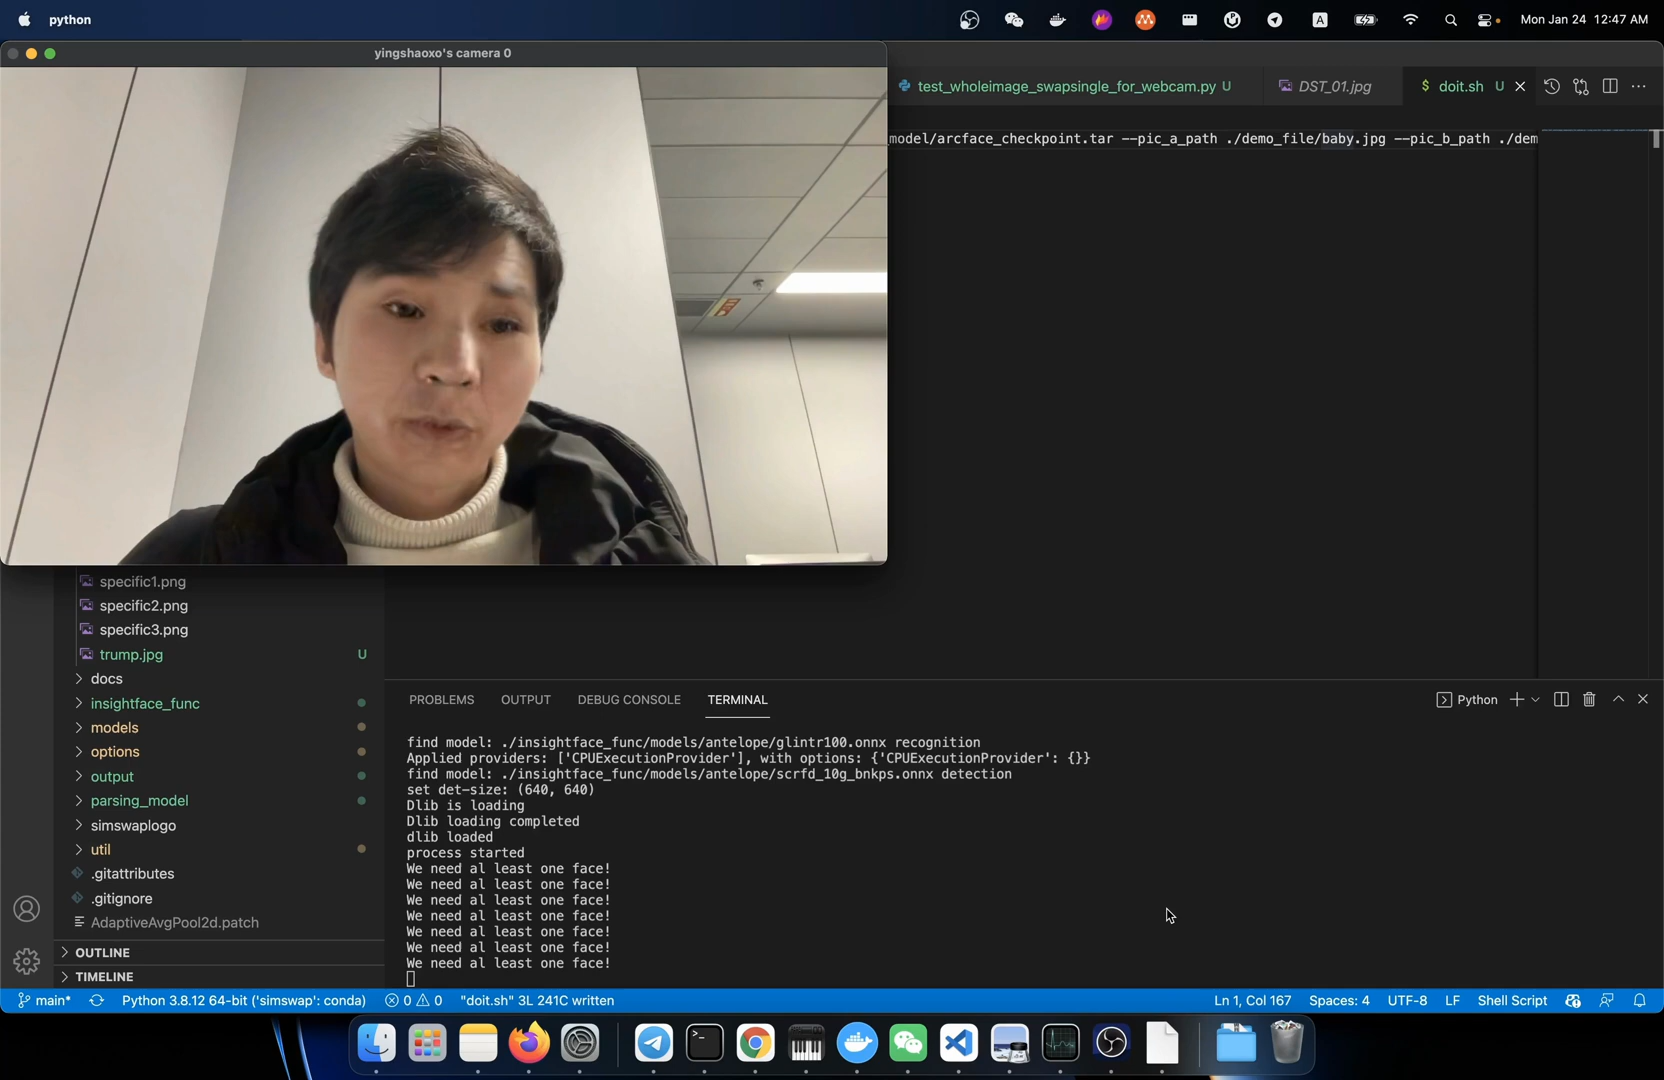 python
A
Mon Jan 24 12:47 AM
yingshaoxo's camera 0
test_wholeimage_swapsingle_for_webcam.py U
DST_01.jpg
$ doit.sh U
model/arcface_checkpoint.tar --pic_a_path ./demo_file/baby.jpg --pic_b_path ./dem
specific1.png
specific2.png
specific3.png
trump.jpg U
docs
insightface_func
models
options
output
parsing_model
simswaplogo
util
.gitattributes
.gitignore
AdaptiveAvgPool2d.patch
OUTLINE
TIMELINE
PROBLEMS OUTPUT DEBUG CONSOLE TERMINAL
Python
find model: ./insightface_func/models/antelope/glintr100.onnx recognition
Applied providers: ['CPUExecutionProvider'], with options: {'CPUExecutionProvider': {}}
find model: ./insightface_func/models/antelope/scrfd_10g_bnkps.onnx detection
set det-size: (640, 640)
Dlib is loading
Dlib loading completed
dlib loaded
process started
We need al least one face!
We need al least one face!
We need al least one face!
We need al least one face!
We need al least one face!
We need al least one face!
We need al least one face!
main* Python 3.8.12 64-bit ('simswap': conda) 0 0 "doit.sh" 3L 241C written
Ln 1, Col 167 Spaces: 4 UTF-8 LF Shell Script